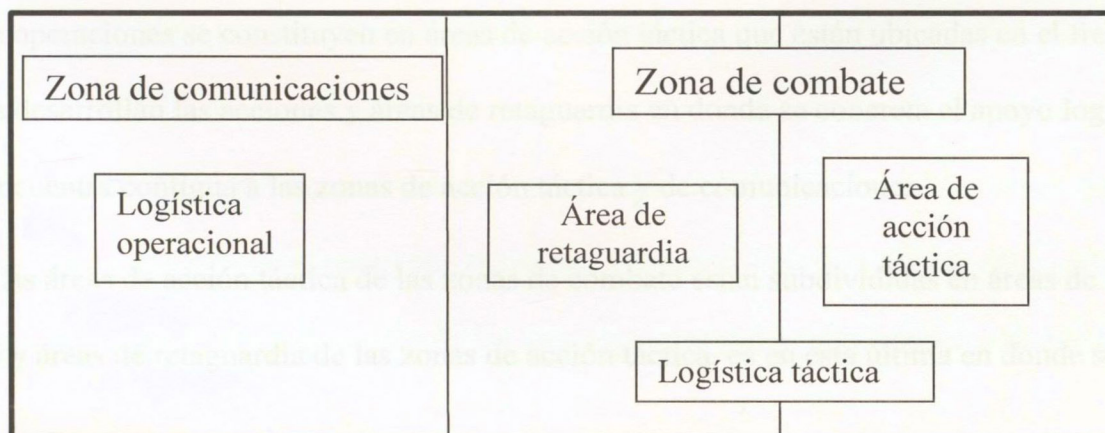 Zona de comunicaciones
Zona de combate
Logística
operacional
Área de
retaguardia
Área de
acción
táctica
Logística táctica